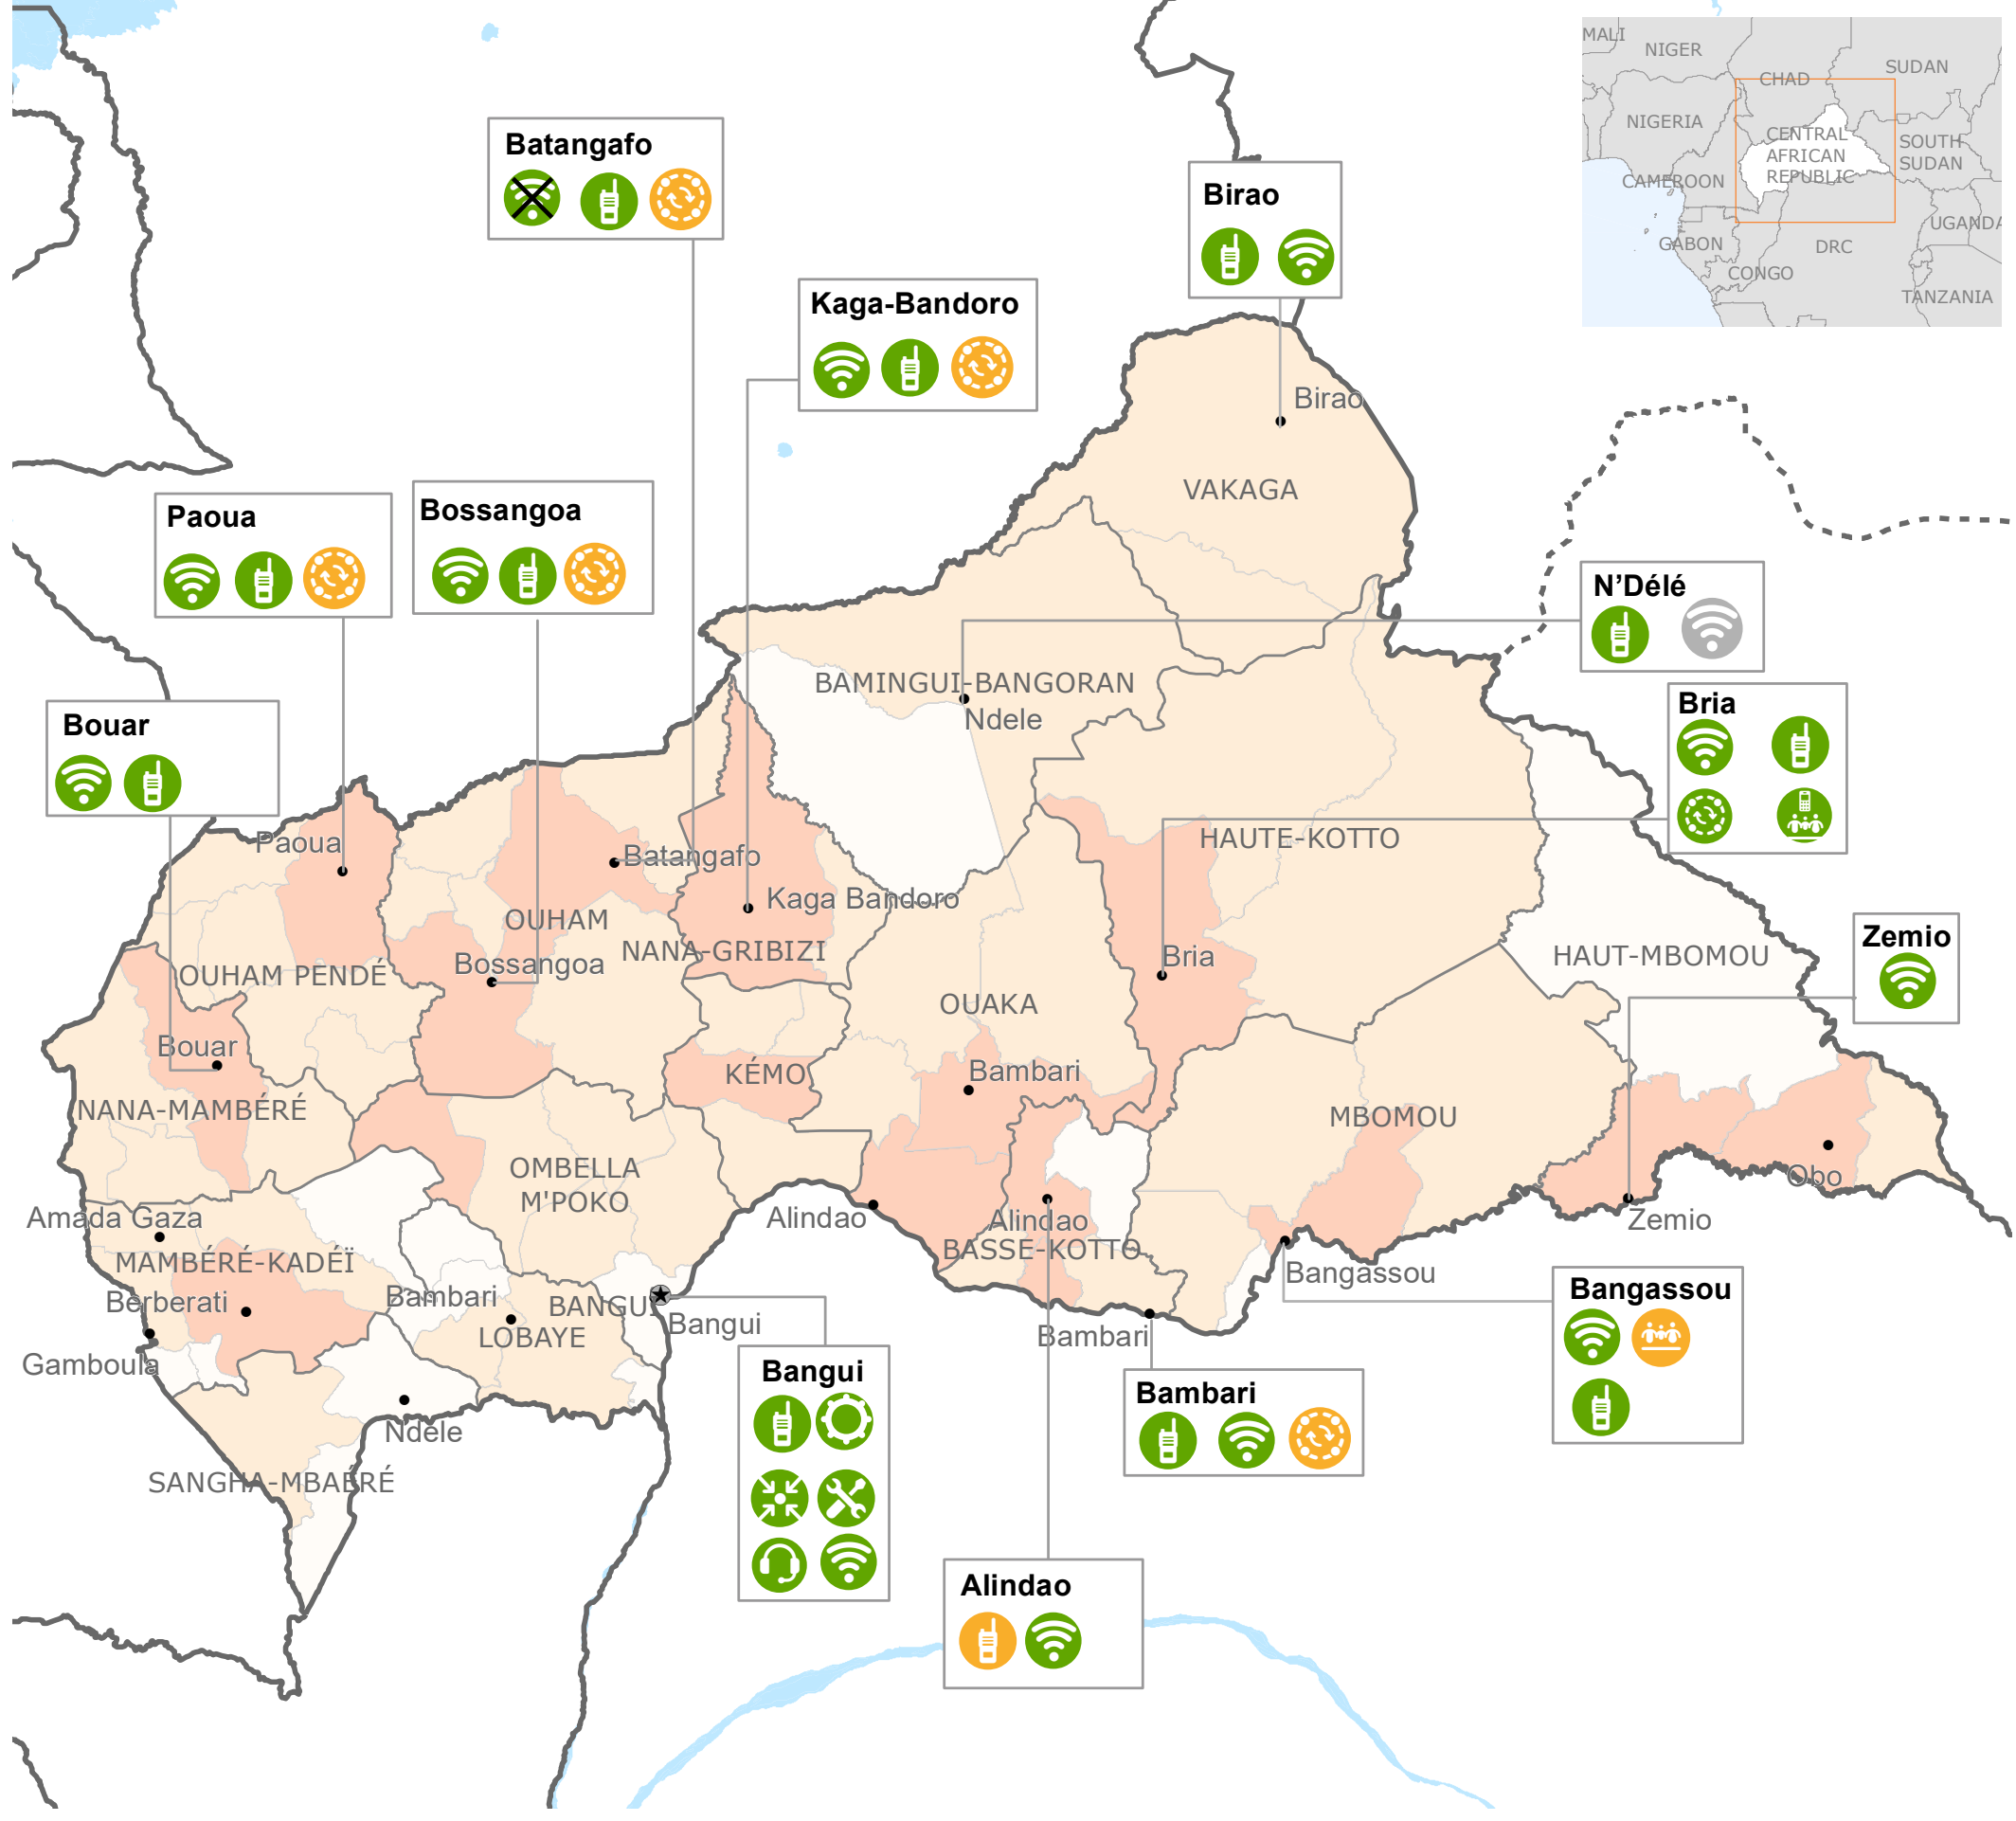 MALI
NIGER
CHAD
SUDAN
NIGERIA
CENTRAL
AFRICAN
REPUBLIC
SOUTH
SUDAN
CAMEROON
UGANDA
GABON
DRC
CONGO
TANZANIA
Batangafo
Birao
Kaga-Bandoro
Birao
VAKAGA
Paoua
Bossangoa
N’Délé
BAMINGUI-BANGORAN
Ndele
Bria
Bouar
Paoua
Batangafo
HAUTE-KOTTO
Kaga Bandoro
OUHAM
NANA-GRIBIZI
Zemio
Bossangoa
Bria
HAUT-MBOMOU
OUHAM PENDÉ
OUAKA
Bouar
KÉMO
Bambari
NANA-MAMBÉRÉ
MBOMOU
OMBELLA
M'POKO
Obo
Amada Gaza
Alindao
Alindao
Zemio
MAMBÉRÉ-KADÉÏ
BASSE-KOTTO
Bangassou
Berberati
Bambari
BANGUI
Bangui
LOBAYE
Bambari
Bangassou
Gamboula
Bangui
Bambari
Ndele
SANGHA-MBAÉRÉ
Alindao